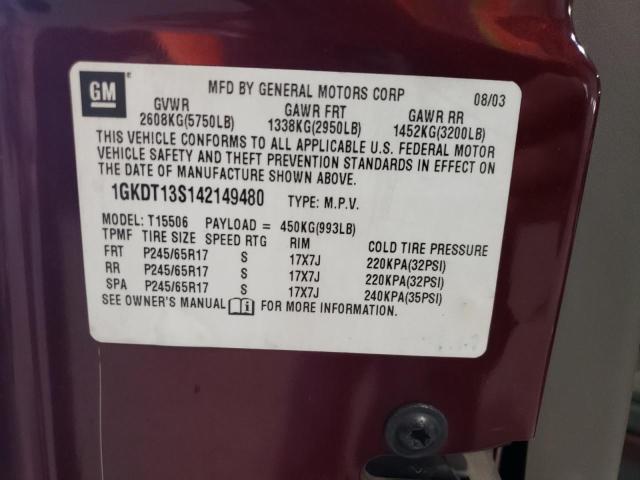 GM
MFD BY GENERAL MOTORS CORP 08/03
GVWR GAWR FRT GAWR RR
2608KG(5750LB) 1338KG(2950LB) 1452KG(3200LB)
THIS VEHICLE CONFORMS TO ALL APPLICABLE U.S. FEDERAL MOTOR
VEHICLE SAFETY AND THEFT PREVENTION STANDARDS IN EFFECT ON
THE DATE OF MANUFACTURE SHOWN ABOVE.
1GKDT13S142149480 TYPE: M.P.V.
MODEL: T15506 PAYLOAD = 450KG(993LB)
TPMF TIRE SIZE SPEED RTG RIM COLD TIRE PRESSURE
FRT P245/65R17 S 17X7J 220KPA(32PSI)
RR P245/65R17 S 17X7J 220KPA(32PSI)
SPA P245/65R17 S 17X7J 240KPA(35PSI)
SEE OWNER'S MANUAL FOR MORE INFORMATION.